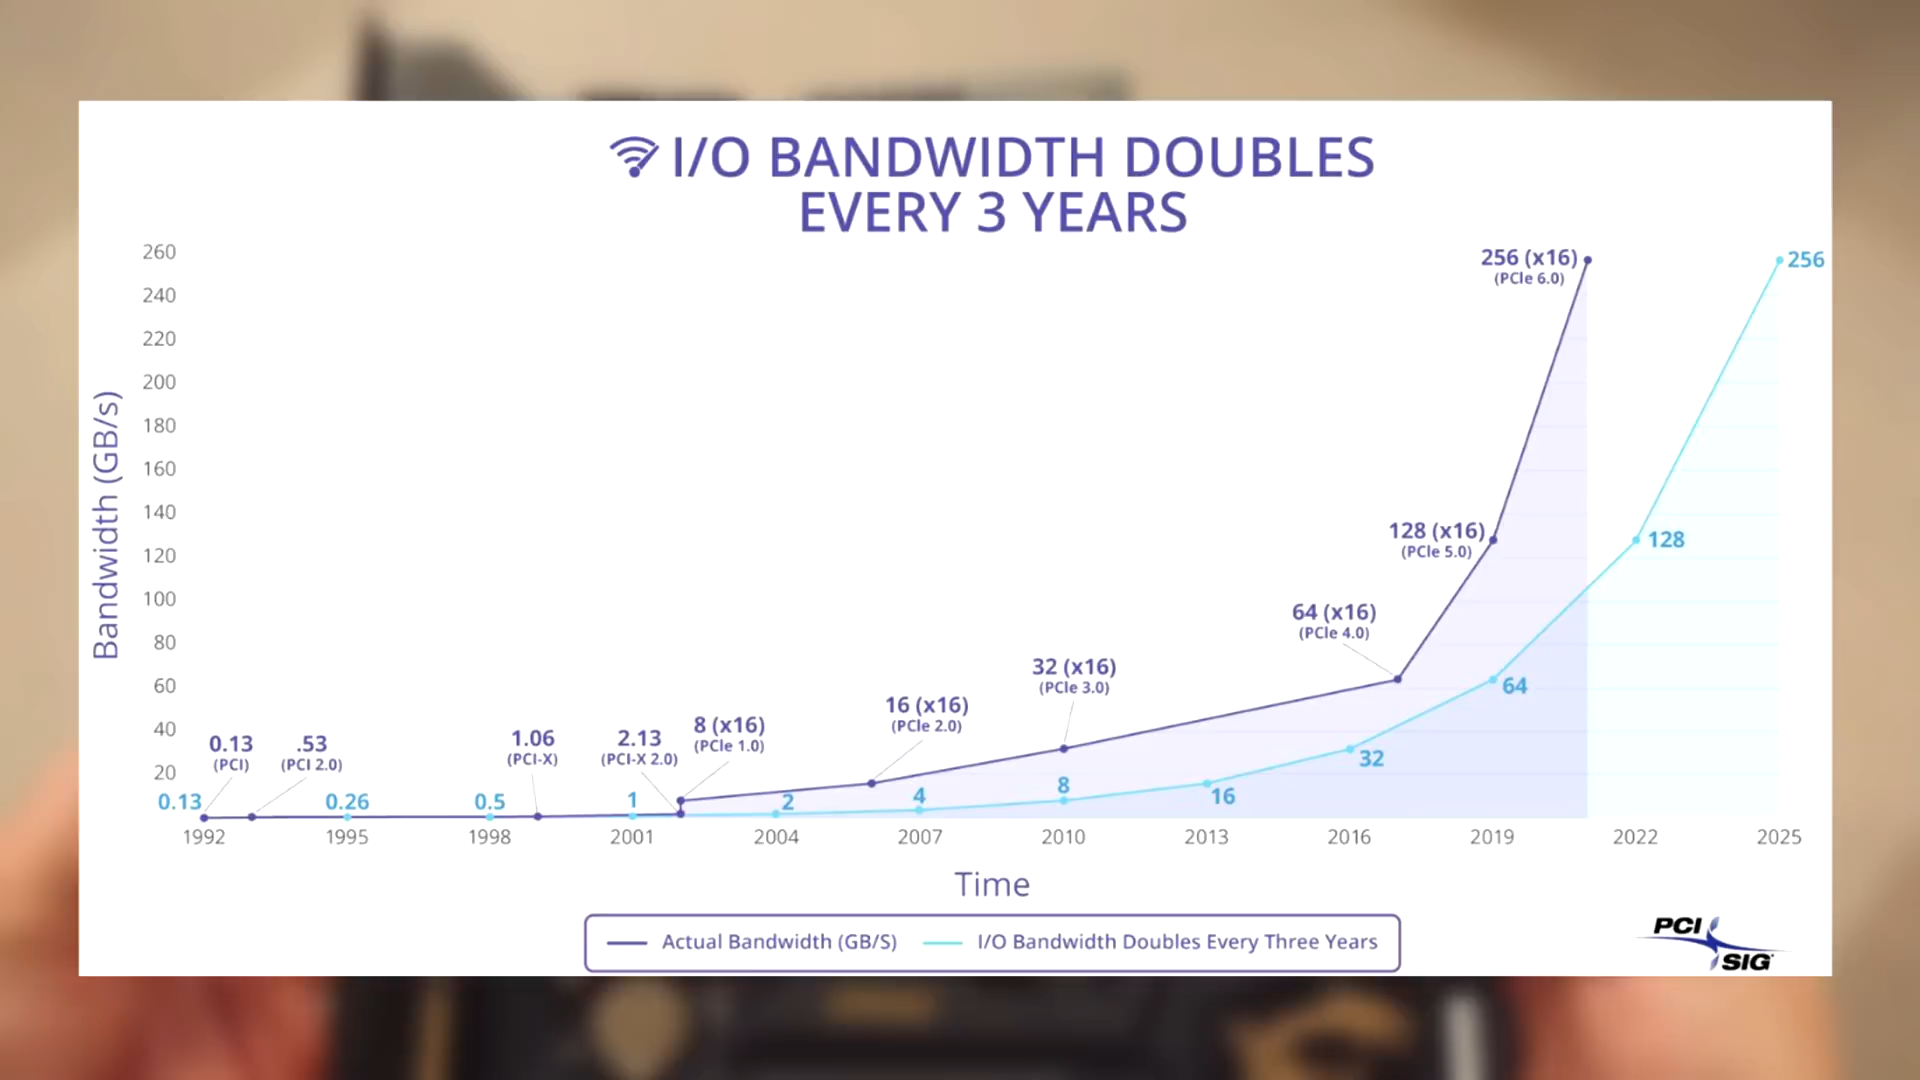 I/O BANDWIDTH DOUBLES
EVERY 3 YEARS
Bandwidth (GB/s)
260
240
220
200
180
160
140
120
100
80
60
40
20
256 (x16)
(PCIe 6.0)
256
128 (x16)
(PCIe 5.0)
128
64 (x16)
(PCIe 4.0)
64
32 (x16)
(PCIe 3.0)
32
16 (x16)
(PCIe 2.0)
16
8 (x16)
(PCIe 1.0)
8
2.13
(PCI-X 2.0)
1.06
(PCI-X)
.53
(PCI 2.0)
0.13
(PCI)
0.13
0.26
0.5
1
2
4
1992
1995
1998
2001
2004
2007
2010
2013
2016
2019
2022
2025
Time
Actual Bandwidth (GB/S)
I/O Bandwidth Doubles Every Three Years
PCI
SIG